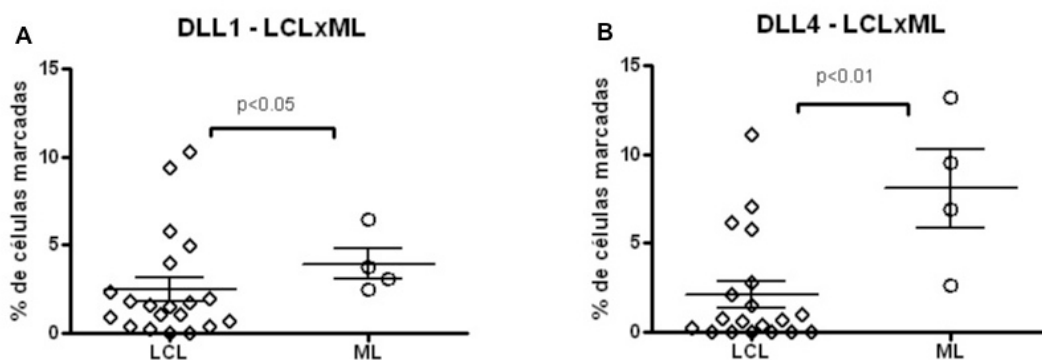 A
DLL1 - LCLxML
% de células marcadas
15
10
5
0
p<0.05
LCL
ML
B
DLL4 - LCLxML
% de células marcadas
15
10
5
0
p<0.01
LCL
ML